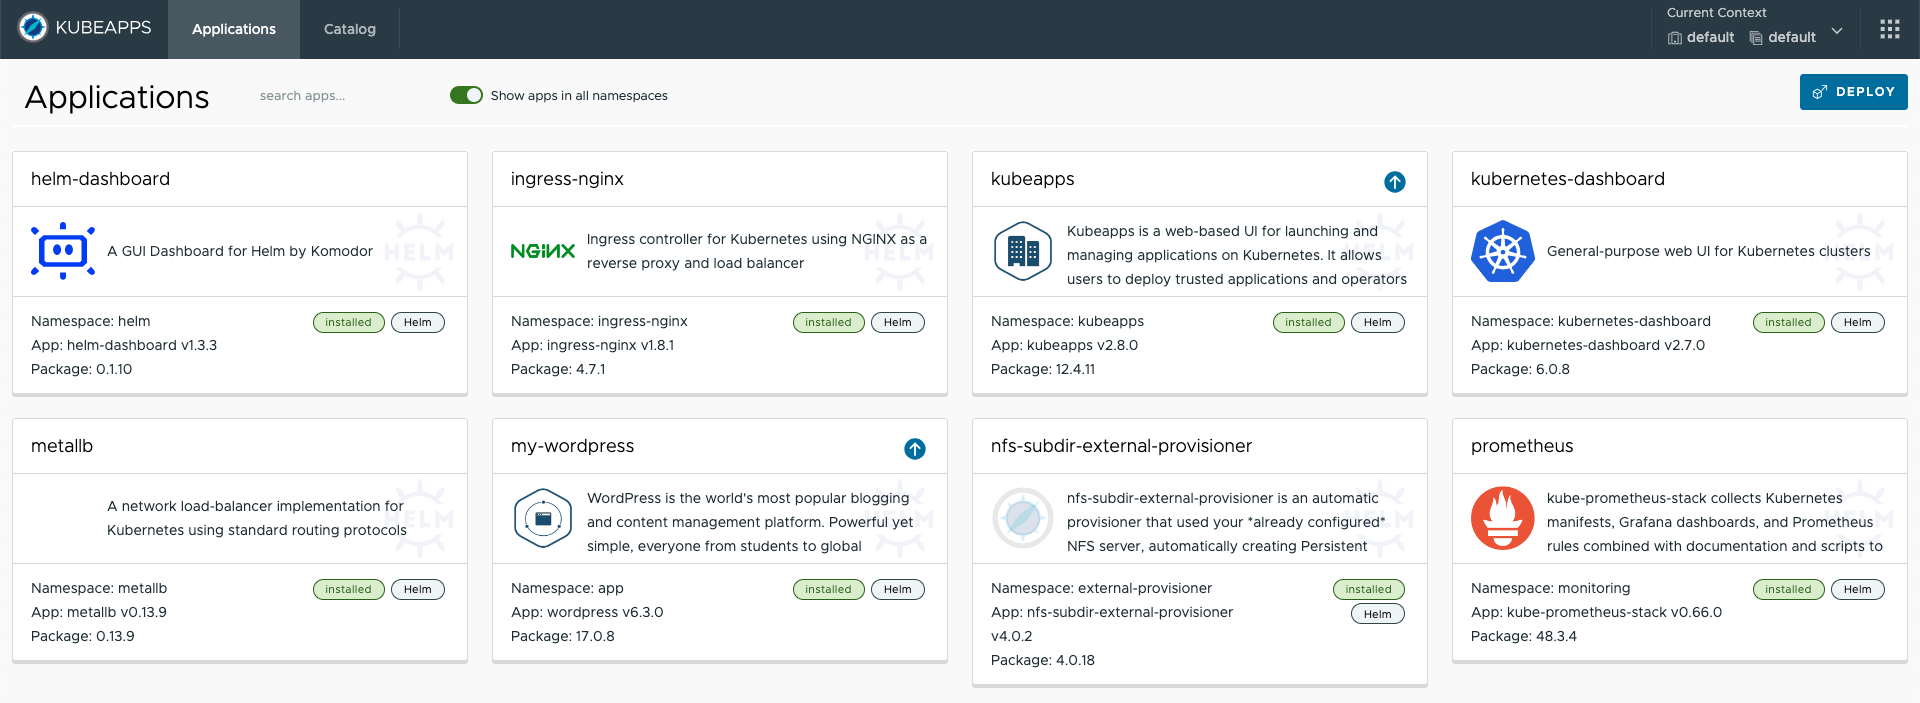 KUBEAPPS
Applications
Catalog
Current Context
default default
Applications
search apps...
Show apps in all namespaces
DEPLOY
helm-dashboard
A GUI Dashboard for Helm by Komodor
HELM
Namespace: helm
installed Helm
App: helm-dashboard v1.3.3
Package: 0.1.10
ingress-nginx
NGINX
Ingress controller for Kubernetes using NGINX as a
reverse proxy and load balancer
HELM
Namespace: ingress-nginx
installed Helm
App: ingress-nginx v1.8.1
Package: 4.7.1
kubeapps
Kubeapps is a web-based UI for launching and
managing applications on Kubernetes. It allows
users to deploy trusted applications and operators
HELM
Namespace: kubeapps
installed Helm
App: kubeapps v2.8.0
Package: 12.4.11
kubernetes-dashboard
General-purpose web UI for Kubernetes clusters
HELM
Namespace: kubernetes-dashboard
installed Helm
App: kubernetes-dashboard v2.7.0
Package: 6.0.8
metallb
A network load-balancer implementation for
Kubernetes using standard routing protocols
HELM
Namespace: metallb
installed Helm
App: metallb v0.13.9
Package: 0.13.9
my-wordpress
WordPress is the world's most popular blogging
and content management platform. Powerful yet
simple, everyone from students to global
HELM
Namespace: app
installed Helm
App: wordpress v6.3.0
Package: 17.0.8
nfs-subdir-external-provisioner
nfs-subdir-external-provisioner is an automatic
provisioner that used your *already configured*
NFS server, automatically creating Persistent
HELM
Namespace: external-provisioner
installed
App: nfs-subdir-external-provisioner
Helm
v4.0.2
Package: 4.0.18
prometheus
kube-prometheus-stack collects Kubernetes
manifests, Grafana dashboards, and Prometheus
rules combined with documentation and scripts to
HELM
Namespace: monitoring
installed Helm
App: kube-prometheus-stack v0.66.0
Package: 48.3.4